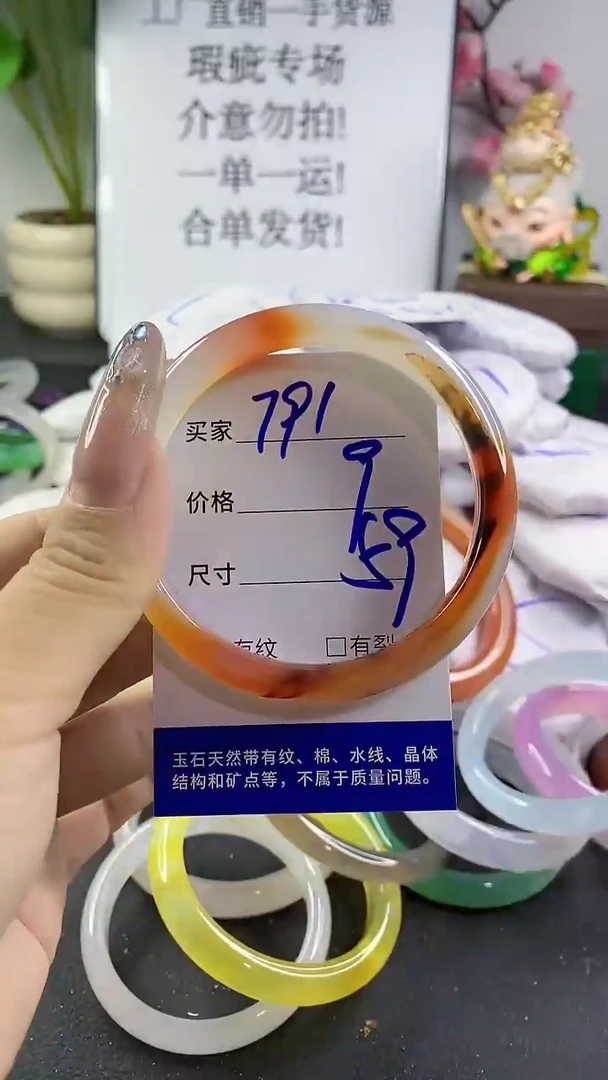 工厂直销一手货源
瑕疵专场
介意勿拍!
一单一运!
合单发货!
买家 791
价格 9
尺寸 59
有纹 □有裂
玉石天然带有纹、棉、水线、晶体
结构和矿点等，不属于质量问题。